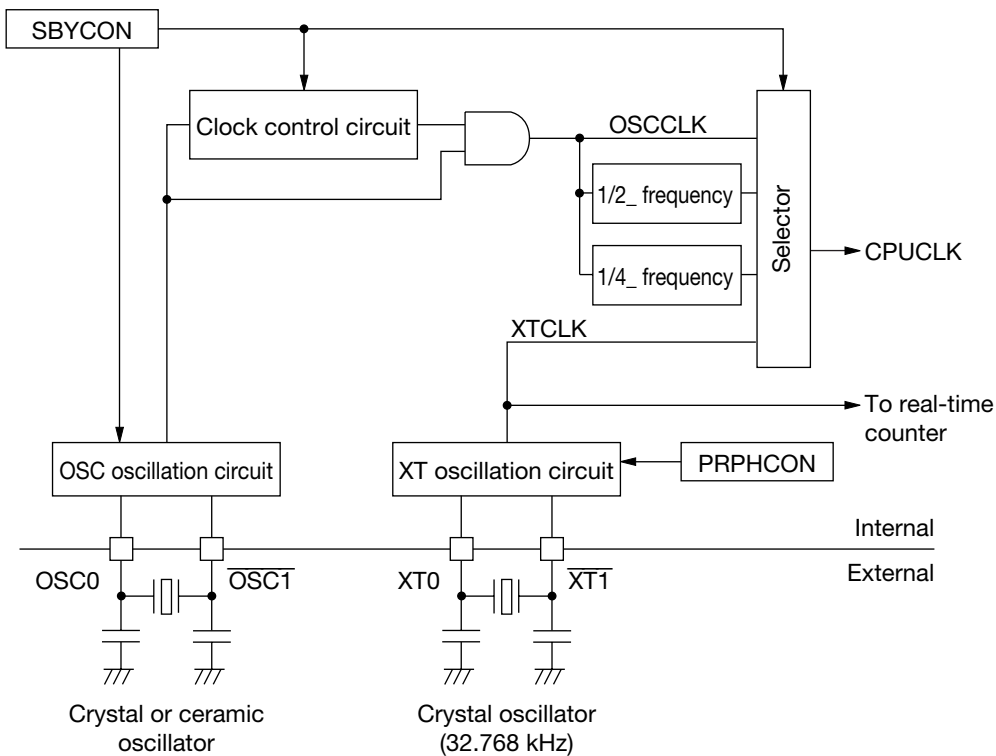 SBYCON
Clock control circuit
OSCCLK
1/2_ frequency
1/4_ frequency
Selector
CPUCLK
XTCLK
To real-time
counter
OSC oscillation circuit
XT oscillation circuit
PRPHCON
Internal
External
OSC0
O̅S̅C̅1̅
XT0
X̅T̅1̅
Crystal or ceramic
oscillator
Crystal oscillator
(32.768 kHz)